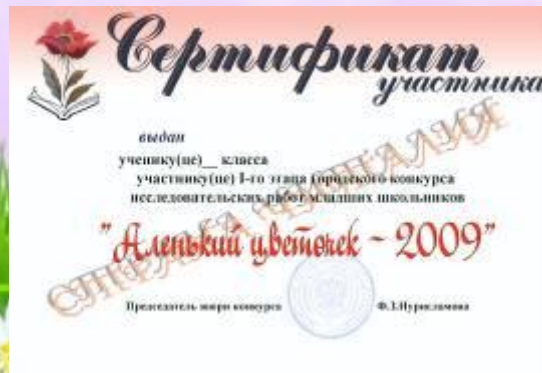 Сертификат
участника
выдан
ученику(це)__ класса
участнику(це) I-го этапа городского конкурса
исследовательских работ младших школьников
"Аленький цветочек - 2009"
Председатель жюри конкурса Ф.З.Нурисламова